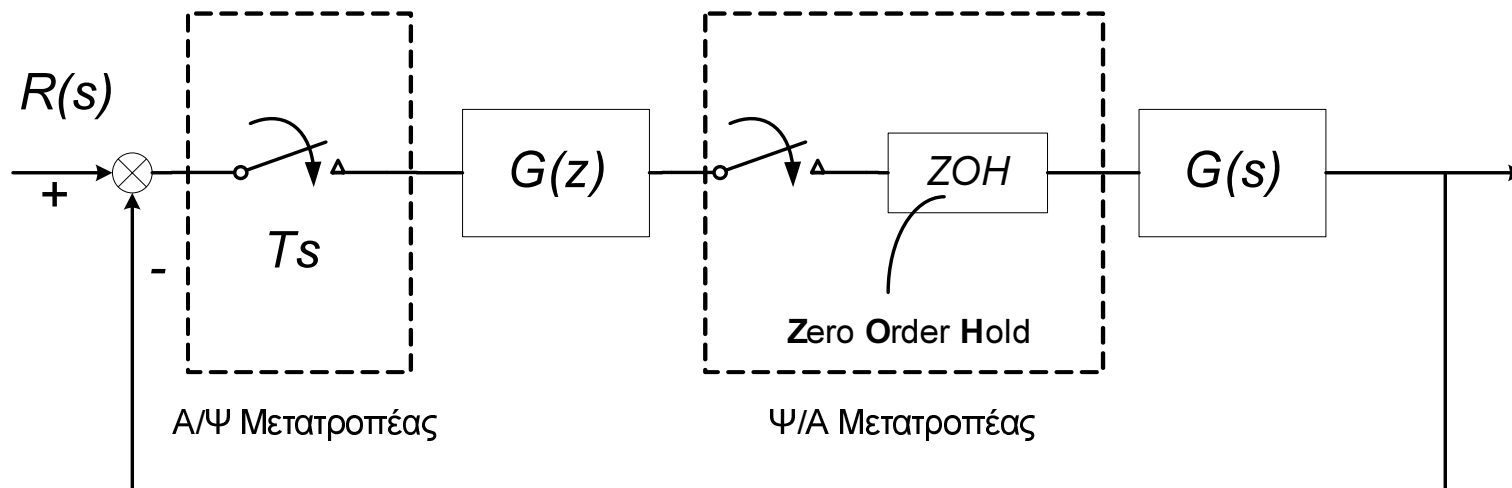 R(s)
+
-
Ts
G(z)
ZOH
G(s)
Zero Order Hold
Α/Ψ Μετατροπέας
Ψ/Α Μετατροπέας